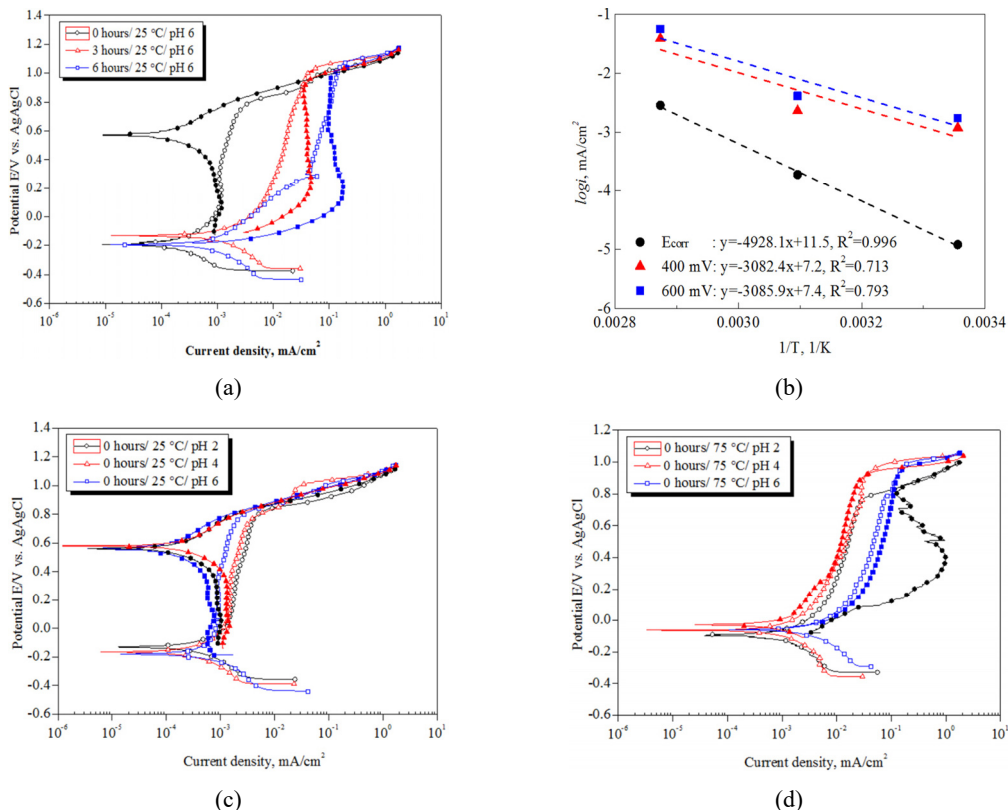 0 hours/ 25 °C/ pH 6
3 hours/ 25 °C/ pH 6
6 hours/ 25 °C/ pH 6
Potential E/V vs. AgAgCl
1.4
1.2
1.0
0.8
0.6
0.4
0.2
0.0
-0.2
-0.4
-0.6
10⁻⁶ 10⁻⁵ 10⁻⁴ 10⁻³ 10⁻² 10⁻¹ 10⁰ 10¹
Current density, mA/cm²
(a)
logi, mA/cm²
-1
-2
-3
-4
-5
-6
Ecorr : y=-4928.1x+11.5, R²=0.996
400 mV: y=-3082.4x+7.2, R²=0.713
600 mV: y=-3085.9x+7.4, R²=0.793
0.0028 0.0030 0.0032 0.0034
1/T, 1/K
(b)
0 hours/ 25 °C/ pH 2
0 hours/ 25 °C/ pH 4
0 hours/ 25 °C/ pH 6
Potential E/V vs. AgAgCl
1.4
1.2
1.0
0.8
0.6
0.4
0.2
0.0
-0.2
-0.4
-0.6
10⁻⁶ 10⁻⁵ 10⁻⁴ 10⁻³ 10⁻² 10⁻¹ 10⁰ 10¹
Current density, mA/cm²
(c)
0 hours/ 75 °C/ pH 2
0 hours/ 75 °C/ pH 4
0 hours/ 75 °C/ pH 6
Potential E/V vs. AgAgCl
1.4
1.2
1.0
0.8
0.6
0.4
0.2
0.0
-0.2
-0.4
-0.6
10⁻⁶ 10⁻⁵ 10⁻⁴ 10⁻³ 10⁻² 10⁻¹ 10⁰ 10¹
Current density, mA/cm²
(d)